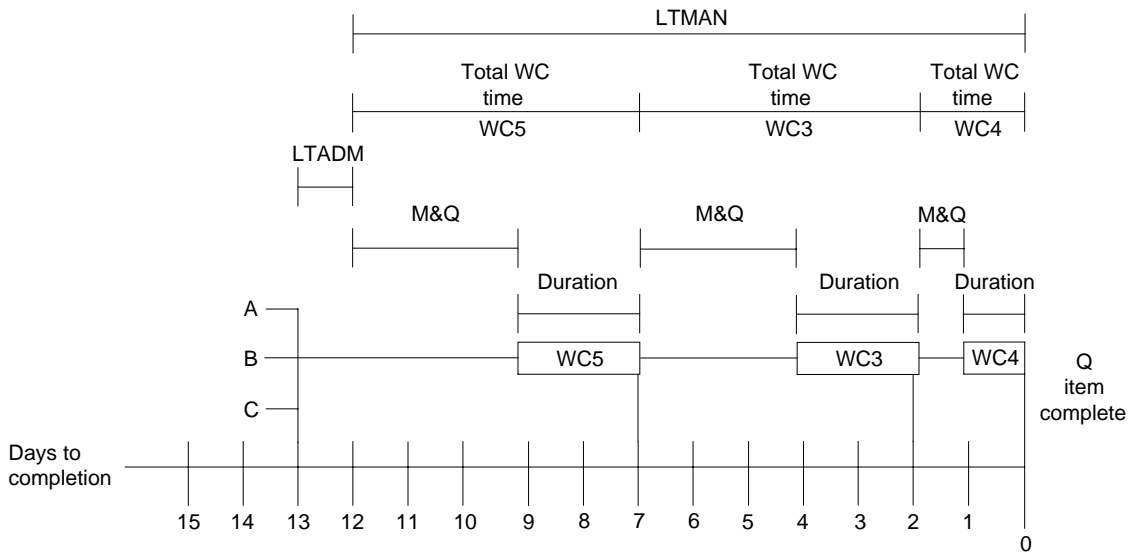 LTMAN
Total WC
time
WC5
Total WC
time
WC3
Total WC
time
WC4
LTADM
M&Q
M&Q
M&Q
Duration
Duration
Duration
A
B
C
WC5
WC3
WC4
Q
item
complete
Days to
completion
15 14 13 12 11 10 9 8 7 6 5 4 3 2 1 0